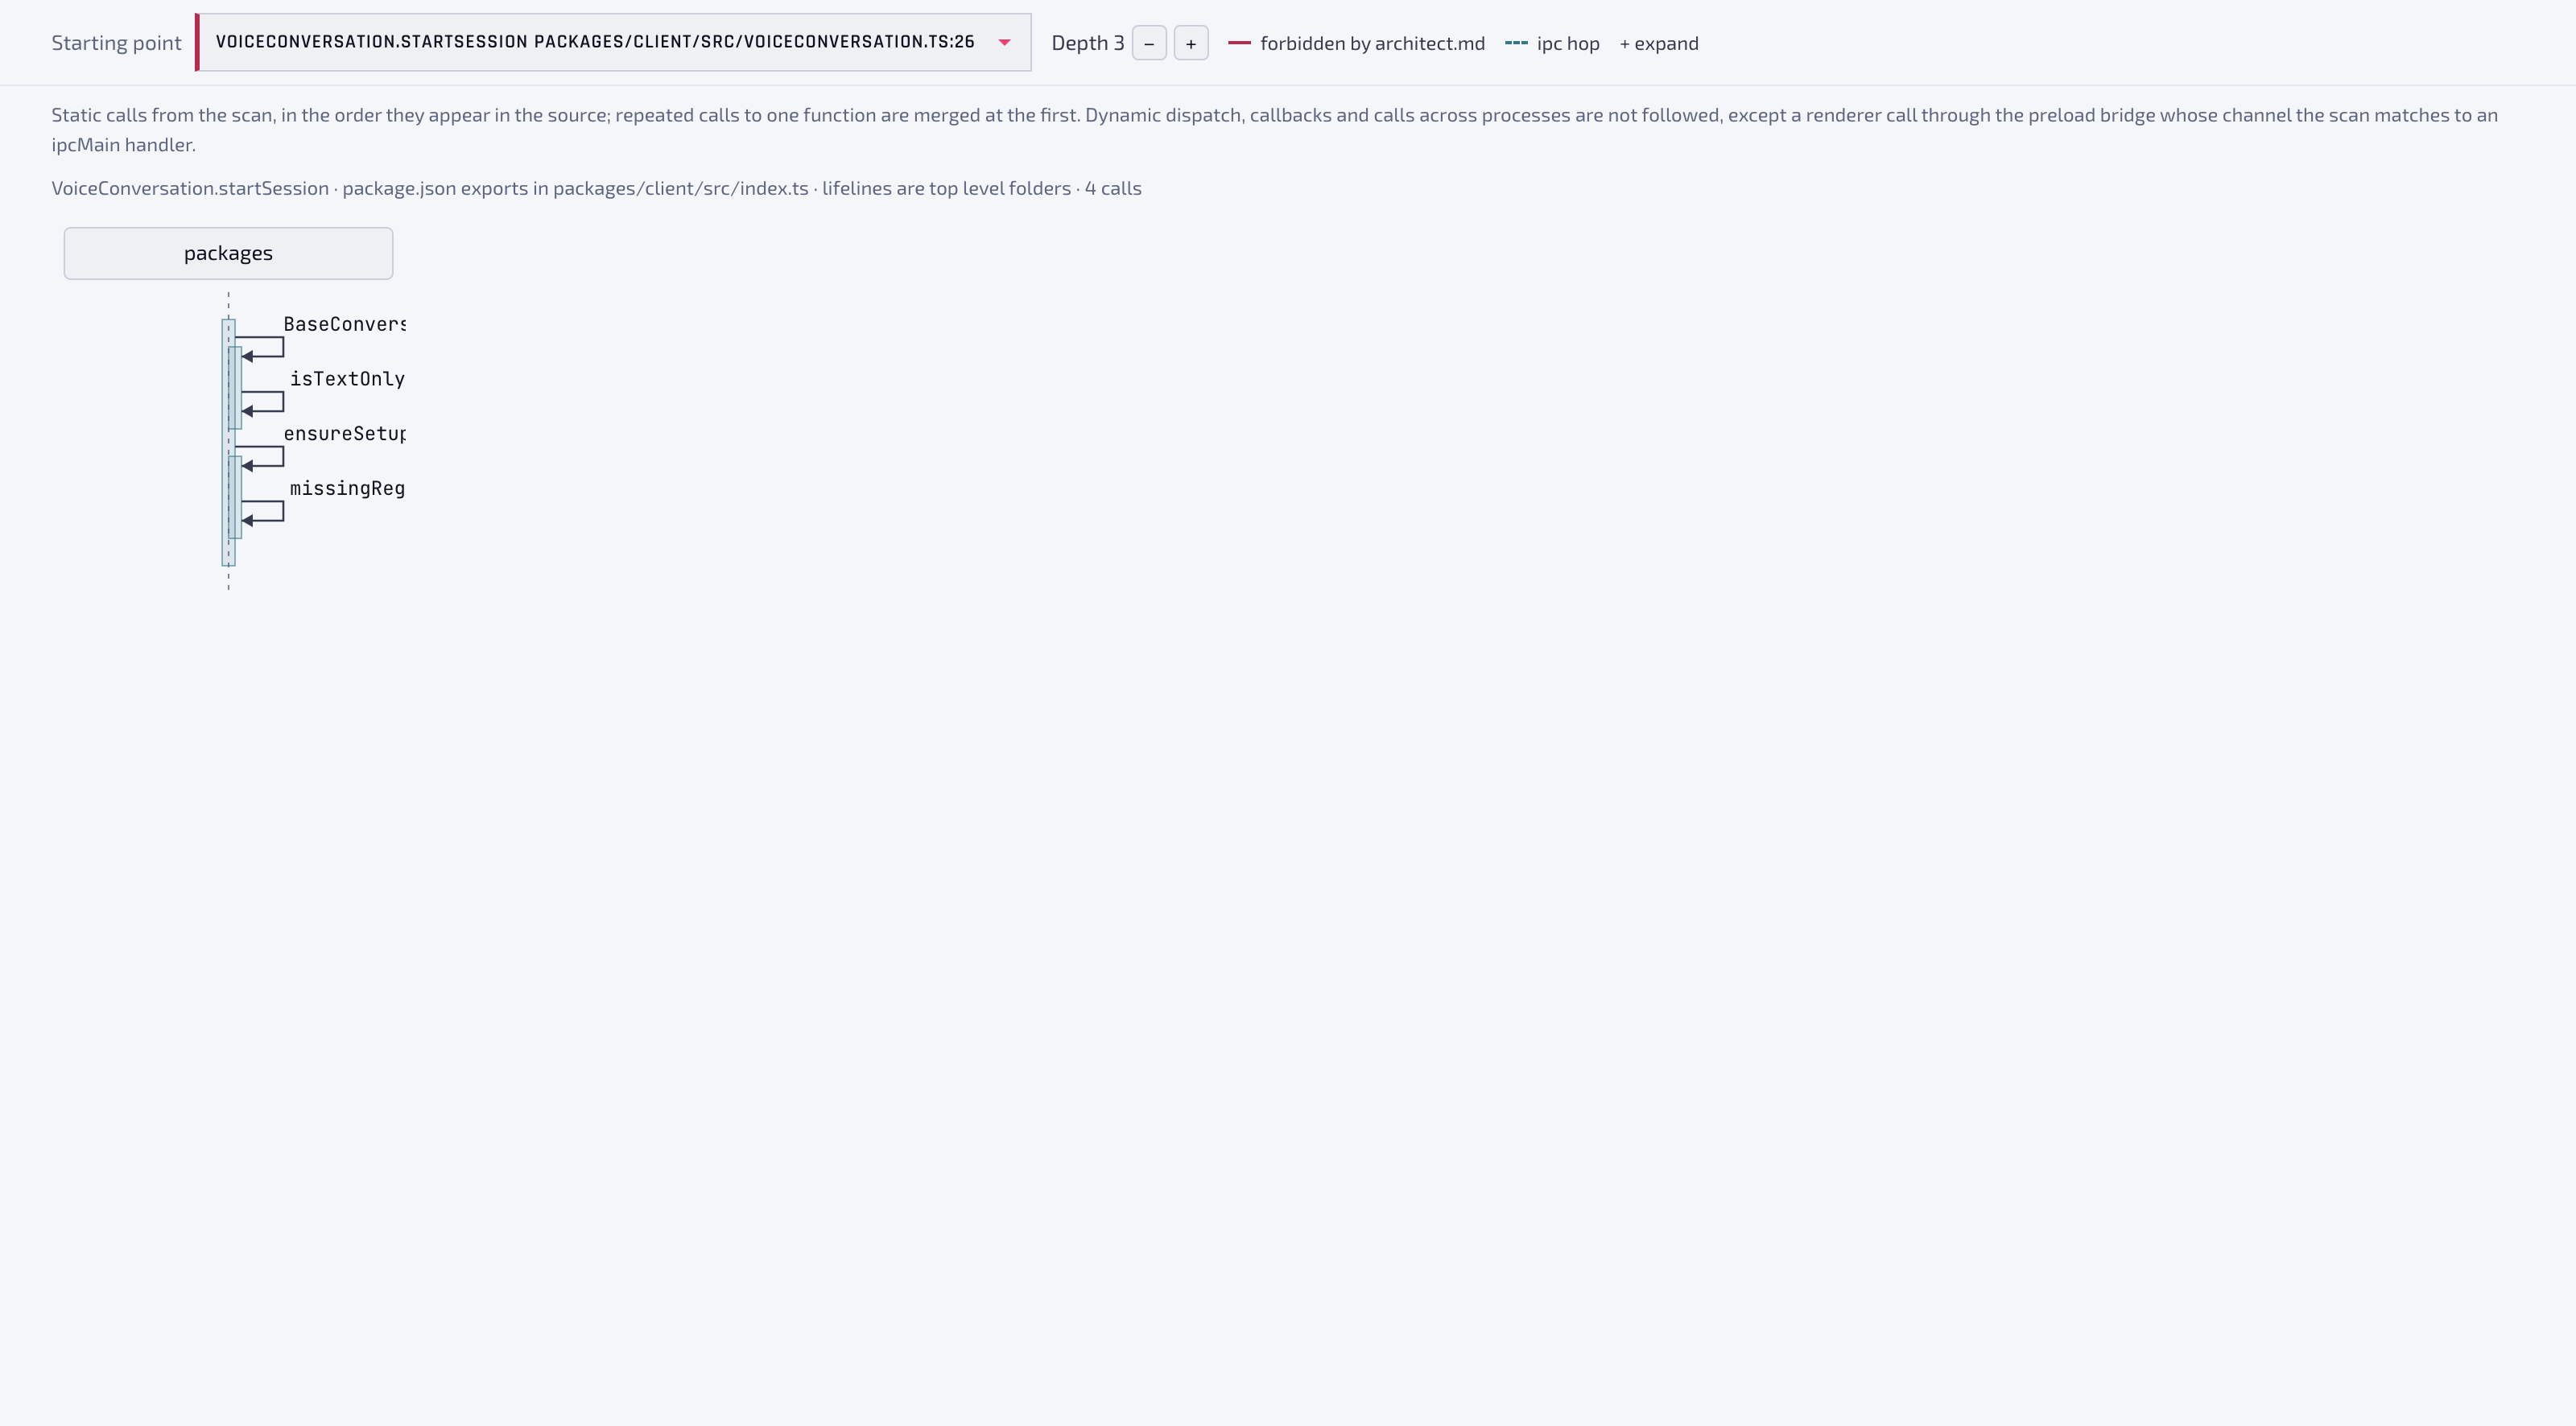 Starting point VOICECONVERSATION.STARTSESSION PACKAGES/CLIENT/SRC/VOICECONVERSATION.TS:26 Depth 3 − + forbidden by architect.md ipc hop + expand
Static calls from the scan, in the order they appear in the source; repeated calls to one function are merged at the first. Dynamic dispatch, callbacks and calls across processes are not followed, except a renderer call through the preload bridge whose channel the scan matches to an
ipcMain handler.
VoiceConversation.startSession · package.json exports in packages/client/src/index.ts · lifelines are top level folders · 4 calls
packages
BaseConvers
isTextOnly
ensureSetup
missingReg